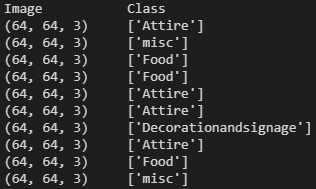 Image Class
(64, 64, 3) ['Attire']
(64, 64, 3) ['misc']
(64, 64, 3) ['Food']
(64, 64, 3) ['Food']
(64, 64, 3) ['Attire']
(64, 64, 3) ['Attire']
(64, 64, 3) ['Decorationandsignage']
(64, 64, 3) ['Attire']
(64, 64, 3) ['Food']
(64, 64, 3) ['misc']